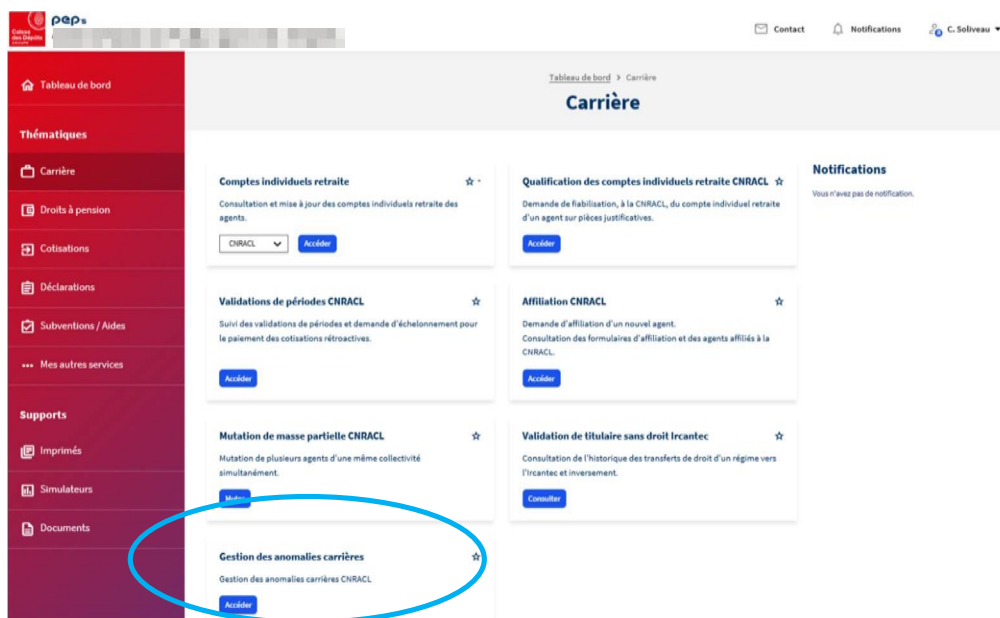 Caisse des Dépôts
pep's
Contact
Notifications
C. Soliveau
Tableau de bord
Thématiques
Carrière
Droits à pension
Cotisations
Déclarations
Subventions / Aides
Mes autres services
Supports
Imprimés
Simulateurs
Documents
Tableau de bord > Carrière
Carrière
Comptes individuels retraite
Consultation et mise à jour des comptes individuels retraite des
agents.
CNRACL
Accéder
Qualification des comptes individuels retraite CNRACL
Demande de fiabilisation, à la CNRACL, du compte individuel retraite
d'un agent sur pièces justificatives.
Accéder
Validations de périodes CNRACL
Suivi des validations de périodes et demande d'échelonnement pour
le paiement des cotisations rétroactives.
Accéder
Affiliation CNRACL
Demande d'affiliation d'un nouvel agent.
Consultation des formulaires d'affiliation et des agents affiliés à la
CNRACL.
Accéder
Mutation de masse partielle CNRACL
Mutation de plusieurs agents d'une même collectivité
simultanément.
Muter
Validation de titulaire sans droit Ircantec
Consultation de l'historique des transferts de droit d'un régime vers
l'Ircantec et inversement.
Consulter
Gestion des anomalies carrières
Gestion des anomalies carrières CNRACL
Accéder
Notifications
Vous n'avez pas de notification.